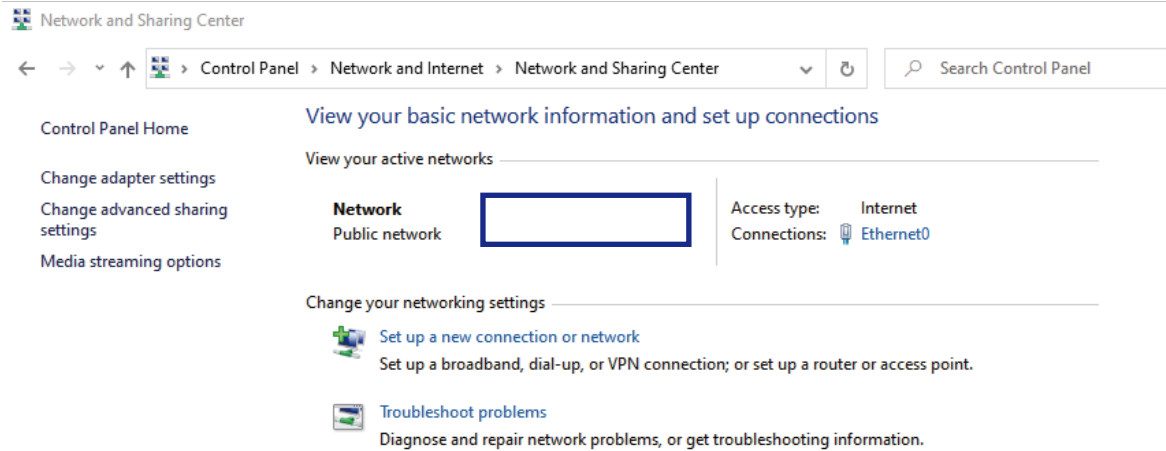 Network and Sharing Center
Control Panel › Network and Internet › Network and Sharing Center
Search Control Panel
Control Panel Home
Change adapter settings
Change advanced sharing
settings
Media streaming options
View your basic network information and set up connections
View your active networks
Network
Public network
Access type: Internet
Connections: Ethernet0
Change your networking settings
Set up a new connection or network
Set up a broadband, dial-up, or VPN connection; or set up a router or access point.
Troubleshoot problems
Diagnose and repair network problems, or get troubleshooting information.